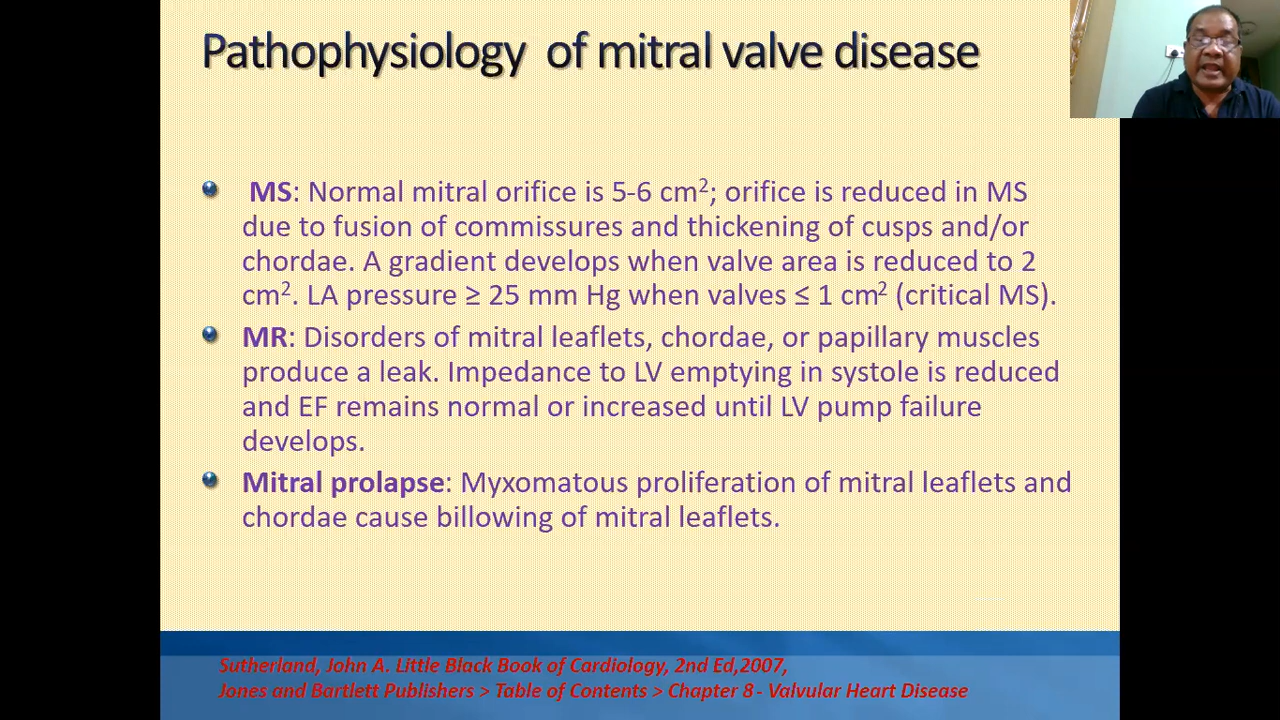 Pathophysiology of mitral valve disease
MS: Normal mitral orifice is 5-6 cm²; orifice is reduced in MS
due to fusion of commissures and thickening of cusps and/or
chordae. A gradient develops when valve area is reduced to 2
cm². LA pressure ≥ 25 mm Hg when valves ≤ 1 cm² (critical MS).
MR: Disorders of mitral leaflets, chordae, or papillary muscles
produce a leak. Impedance to LV emptying in systole is reduced
and EF remains normal or increased until LV pump failure
develops.
Mitral prolapse: Myxomatous proliferation of mitral leaflets and
chordae cause billowing of mitral leaflets.
Sutherland, John A. Little Black Book of Cardiology, 2nd Ed,2007,
Jones and Bartlett Publishers > Table of Contents > Chapter 8 - Valvular Heart Disease